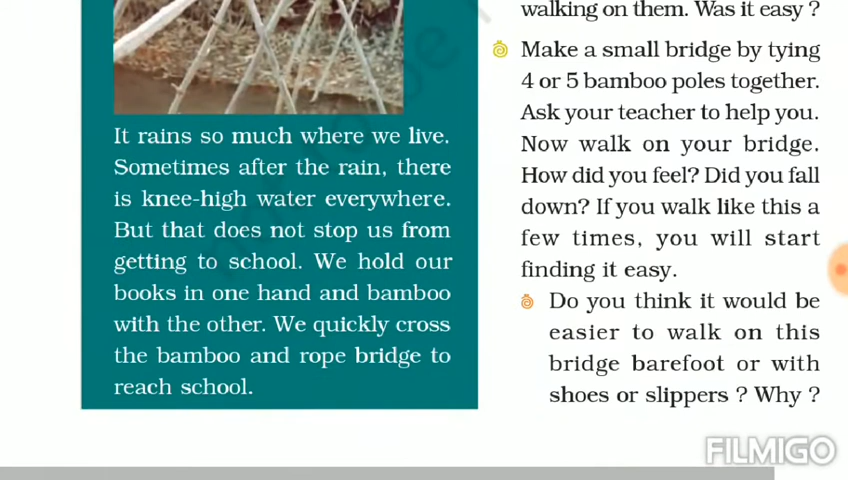 It rains so much where we live.
Sometimes after the rain, there
is knee-high water everywhere.
But that does not stop us from
getting to school. We hold our
books in one hand and bamboo
with the other. We quickly cross
the bamboo and rope bridge to
reach school.
walking on them. Was it easy ?
Make a small bridge by tying
4 or 5 bamboo poles together.
Ask your teacher to help you.
Now walk on your bridge.
How did you feel? Did you fall
down? If you walk like this a
few times, you will start
finding it easy.
Do you think it would be
easier to walk on this
bridge barefoot or with
shoes or slippers ? Why ?
FILMIGO